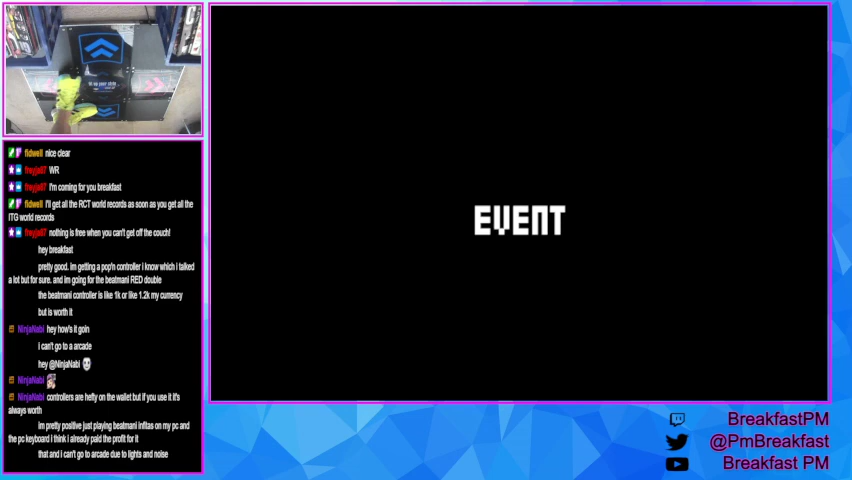 fidwell nice clear
WR
I'm coming for you breakfast
fidwell I'll get all the RCT world records as soon as you get all the
ITG world records
nothing is free when you can't get off the couch!
hey breakfast
pretty good. im getting a pop'n controller i know which i talked
a lot but for sure. and im going for the beatmani RED double
the beatmani controller is like 1k or like 1.2k my currency
but is worth it
NinjaNabi hey how's it goin
i can't go to a arcade
hey @NinjaNabi
NinjaNabi
NinjaNabi controllers are hefty on the wallet but if you use it it's
always worth
im pretty positive just playing beatmani infitas on my pc and
the pc keyboard i think i already paid the profit for it
that and i can't go to arcade due to lights and noise
EVENT
BreakfastPM
@PmBreakfast
Breakfast PM